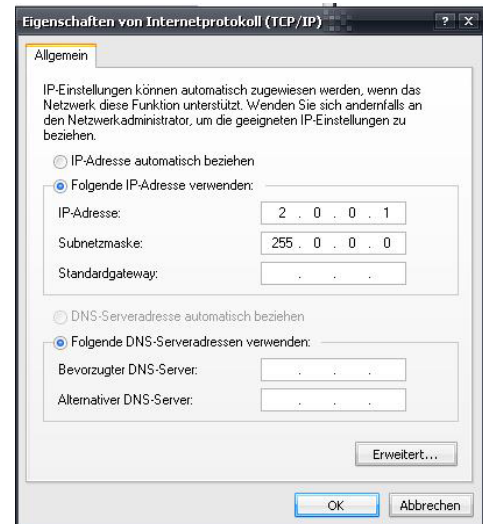 Eigenschaften von Internetprotokoll (TCP/IP)
Allgemein
IP-Einstellungen können automatisch zugewiesen werden, wenn das
Netzwerk diese Funktion unterstützt. Wenden Sie sich andernfalls an
den Netzwerkadministrator, um die geeigneten IP-Einstellungen zu
beziehen.
IP-Adresse automatisch beziehen
Folgende IP-Adresse verwenden:
IP-Adresse: 2 . 0 . 0 . 1
Subnetzmaske: 255 . 0 . 0 . 0
Standardgateway: . . .
DNS-Serveradresse automatisch beziehen
Folgende DNS-Serveradressen verwenden:
Bevorzugter DNS-Server: . . .
Alternativer DNS-Server: . . .
Erweitert...
OK Abbrechen